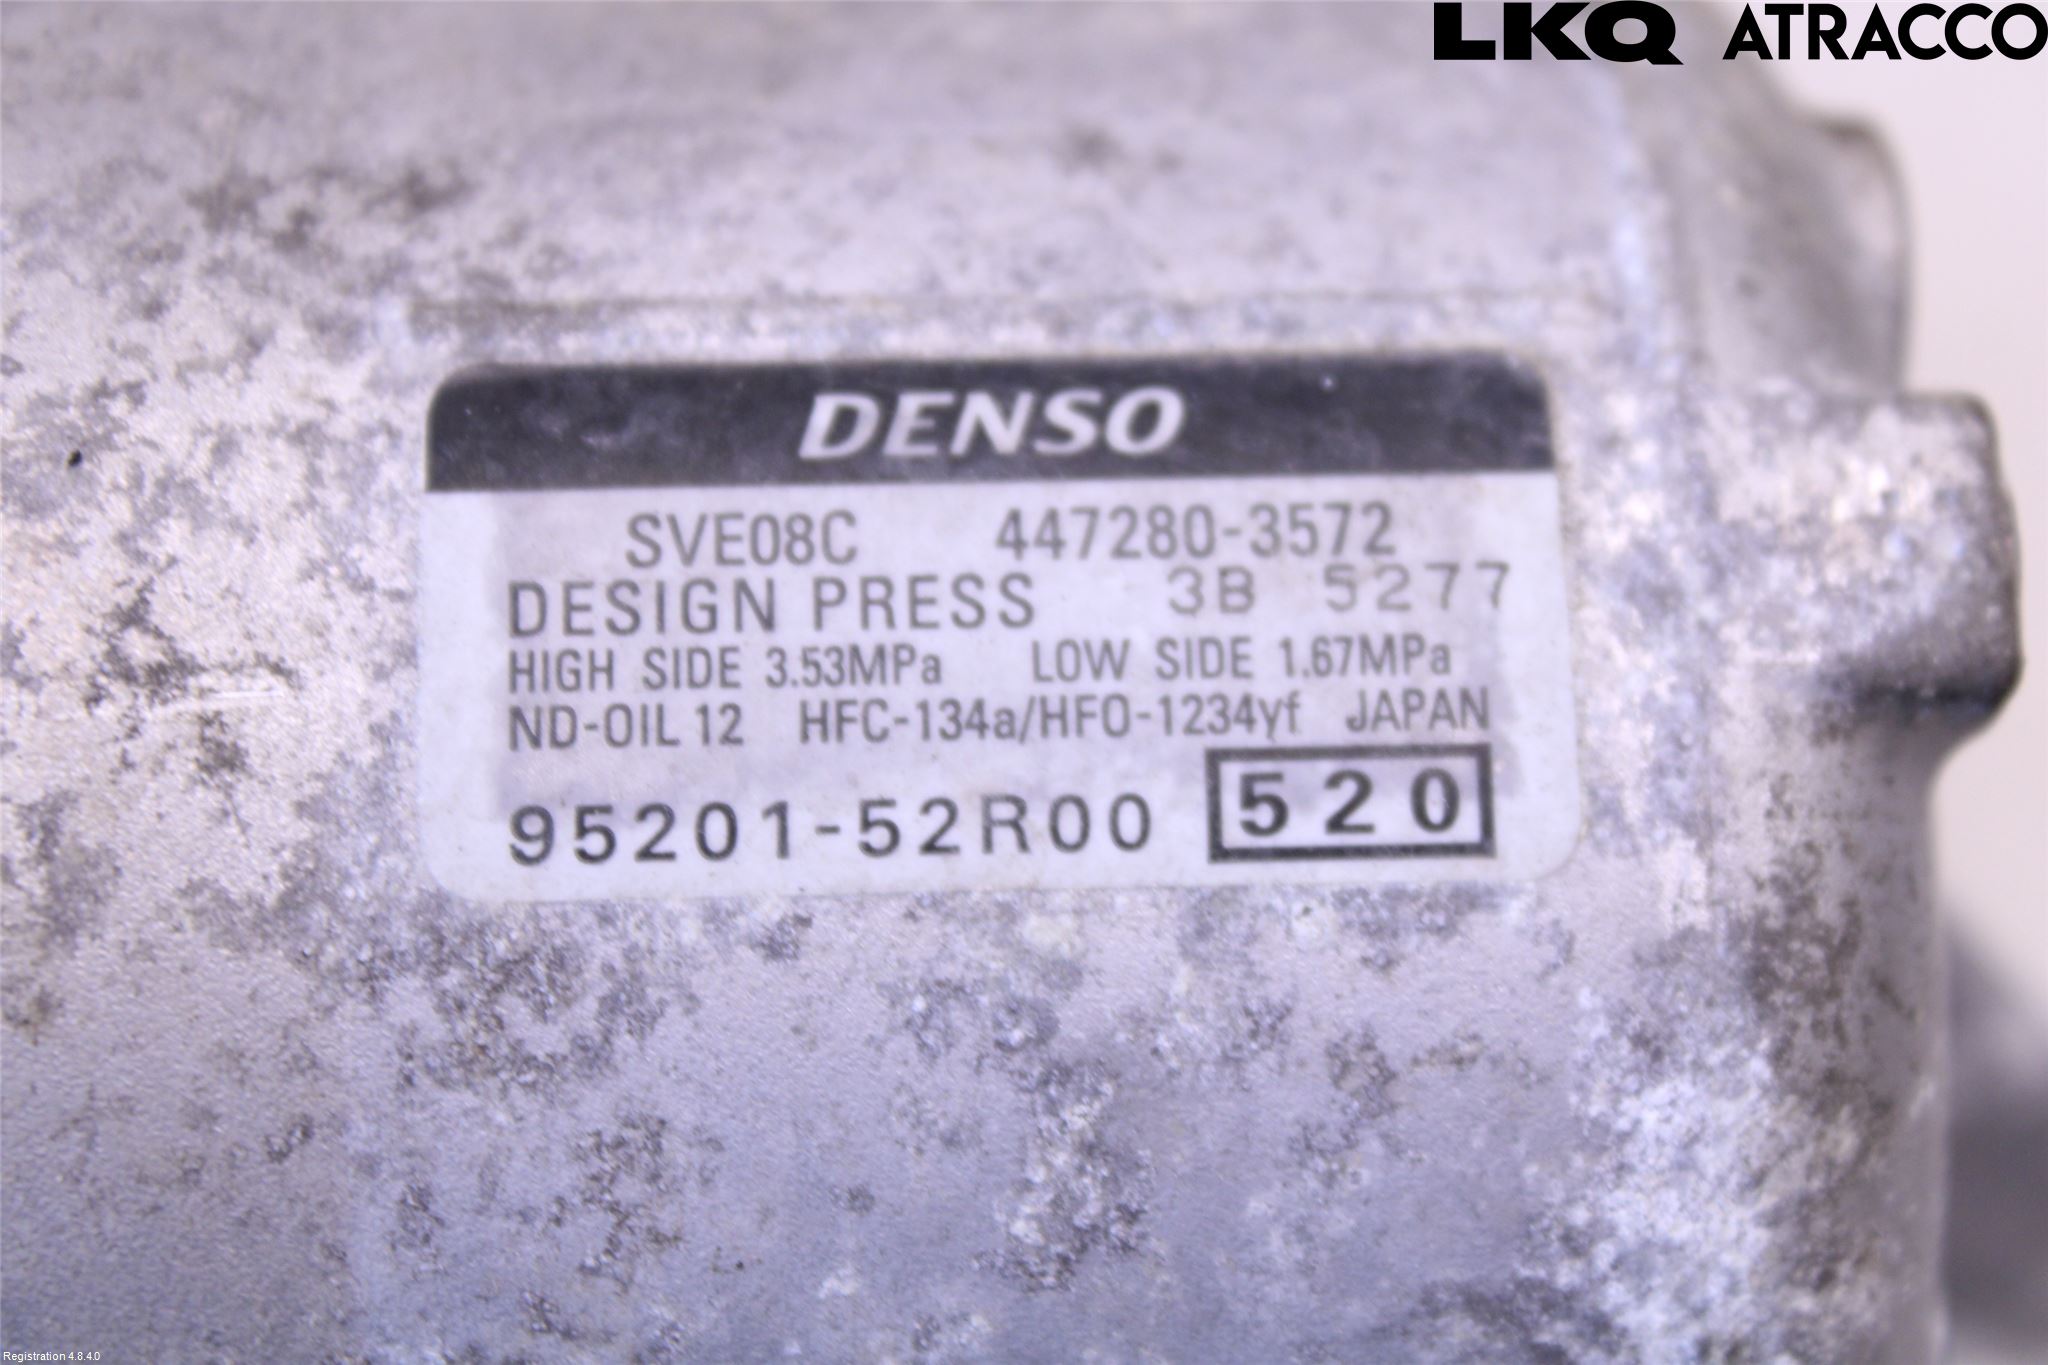 LKQ ATRACCO
DENSO
SVE08C 447280-3572
DESIGN PRESS 3B 5277
HIGH SIDE 3.53MPa LOW SIDE 1.67MPa
ND-OIL 12 HFC-134a/HFO-1234yf JAPAN
95201-52R00 520
Registration 4.8.4.0